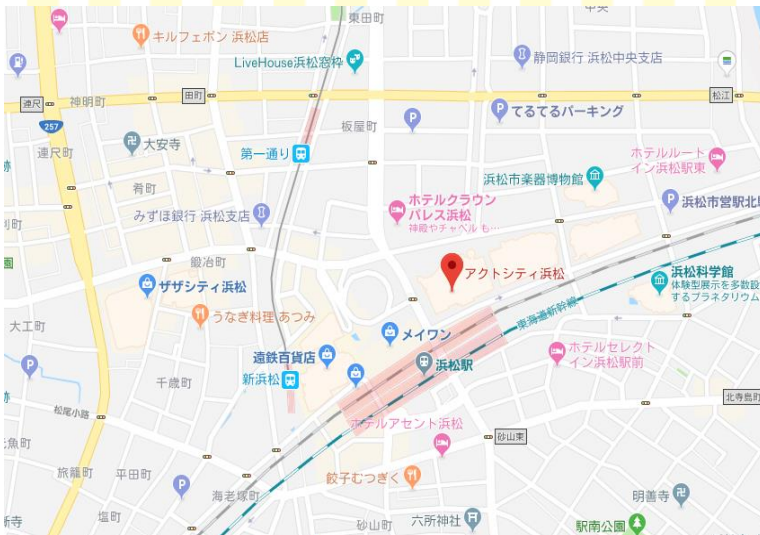 東田町
中央
キルフェボン 浜松店
静岡銀行 浜松中央支店
LiveHouse浜松窓枠
連尺
神明町
田町
松江
257
板屋町
P
てるてるパーキング
P
大安寺
連尺町
第一通り
ホテルルート
イン浜松駅東
浜松市楽器博物館
肴町
ホテルクラウン
パレス浜松
神殿やチャペル も…
浜松市営駅北
P
みずほ銀行 浜松支店
園
鍛冶町
アクトシティ浜松
浜松科学館
体験型展示を多数設
するプラネタリウム
ザザシティ浜松
東海道新幹線
うなぎ料理 あつみ
大工町
メイワン
遠鉄百貨店
浜松駅
ホテルセレクト
イン浜松駅前
P
新浜松
千歳町
北寺島町
松尾小路
ホテルアセント浜松
砂山東
旅籠町
平田町
餃子むつぎく
P
海老塚町
明善寺
塩町
砂山町
六所神社
駅南公園